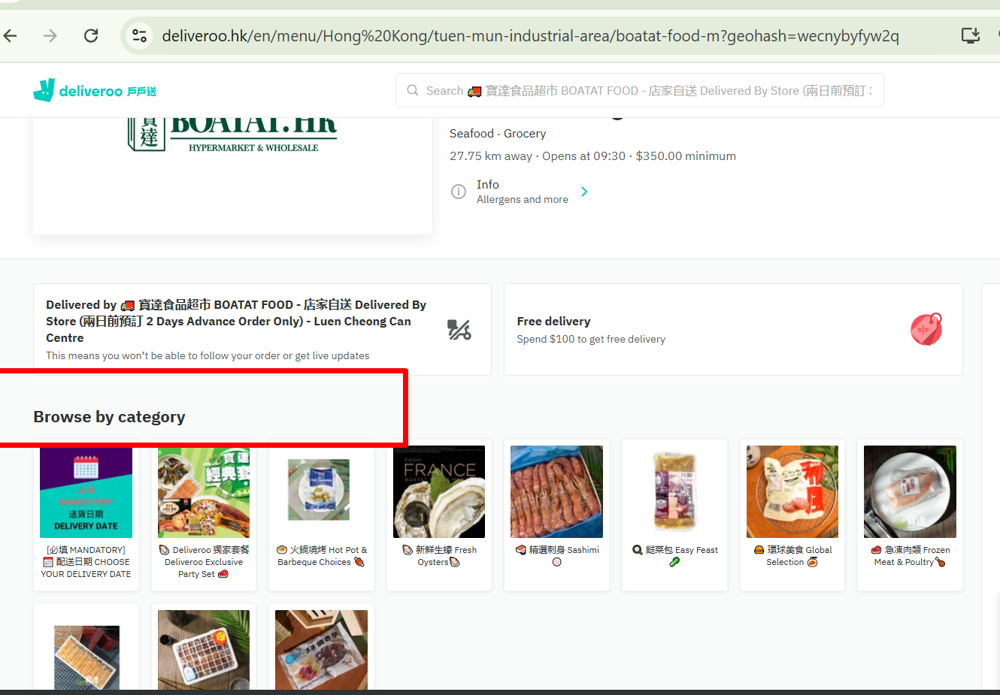 deliveroo.hk/en/menu/Hong%20Kong/tuen-mun-industrial-area/boatat-food-m?geohash=wecnybyfyw2q
deliveroo 戶戶送
Search 🚚 寶達食品超市 BOATAT FOOD - 店家自送 Delivered By Store (兩日前預訂
寶達
BOATAT.HK
HYPERMARKET & WHOLESALE
Seafood · Grocery
27.75 km away · Opens at 09:30 · $350.00 minimum
Info
Allergens and more
Delivered by 🚚 寶達食品超市 BOATAT FOOD - 店家自送 Delivered By
Store (兩日前預訂 2 Days Advance Order Only) - Luen Cheong Can
Centre
This means you won’t be able to follow your order or get live updates
Free delivery
Spend $100 to get free delivery
Browse by category
必填
MANDATORY
送貨日期
DELIVERY DATE
[必填 MANDATORY]
🗓️ 配送日期 CHOOSE
YOUR DELIVERY DATE
寶達
經典套
🦪 Deliveroo 獨家套餐
Deliveroo Exclusive
Party Set 🥩
🍲 火鍋燒烤 Hot Pot &
Barbeque Choices 🍢
FROM
FRANCE
No.1
🦪 新鮮生蠔 Fresh
Oysters🦪
🍣 精選刺身 Sashimi
🍥
🍳 餸菜包 Easy Feast
🥬
🍔 環球美食 Global
Selection 🍝
🥩 急凍肉類 Frozen
Meat & Poultry🍗